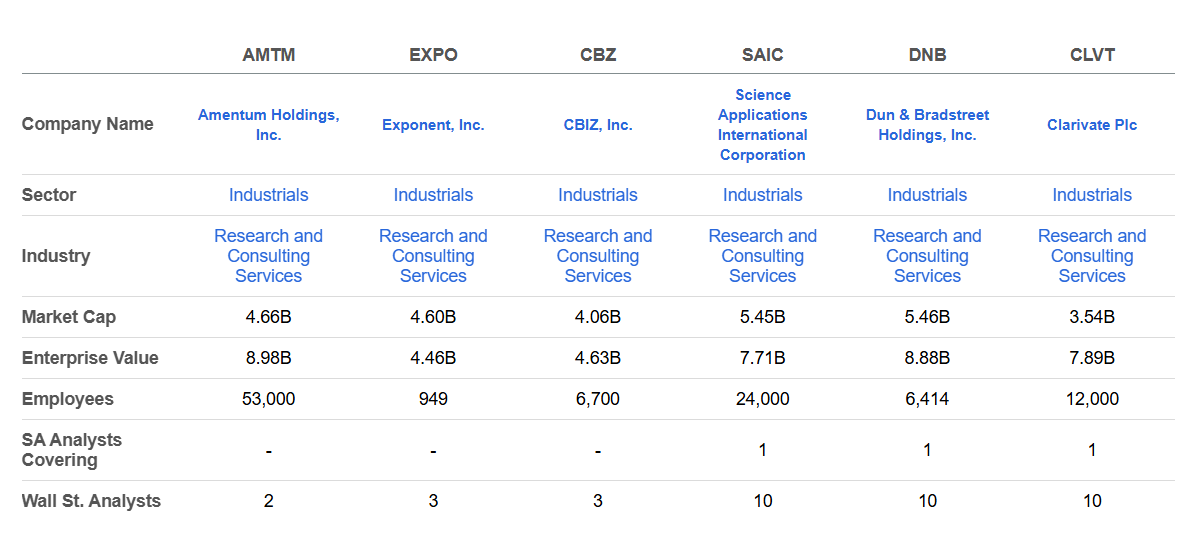 AMTM EXPO CBZ SAIC DNB CLVT
Company Name Amentum Holdings, Inc. Exponent, Inc. CBIZ, Inc. Science Applications International Corporation Dun & Bradstreet Holdings, Inc. Clarivate Plc
Sector Industrials Industrials Industrials Industrials Industrials Industrials
Industry Research and Consulting Services Research and Consulting Services Research and Consulting Services Research and Consulting Services Research and Consulting Services Research and Consulting Services
Market Cap 4.66B 4.60B 4.06B 5.45B 5.46B 3.54B
Enterprise Value 8.98B 4.46B 4.63B 7.71B 8.88B 7.89B
Employees 53,000 949 6,700 24,000 6,414 12,000
SA Analysts Covering - - - 1 1 1
Wall St. Analysts 2 3 3 10 10 10